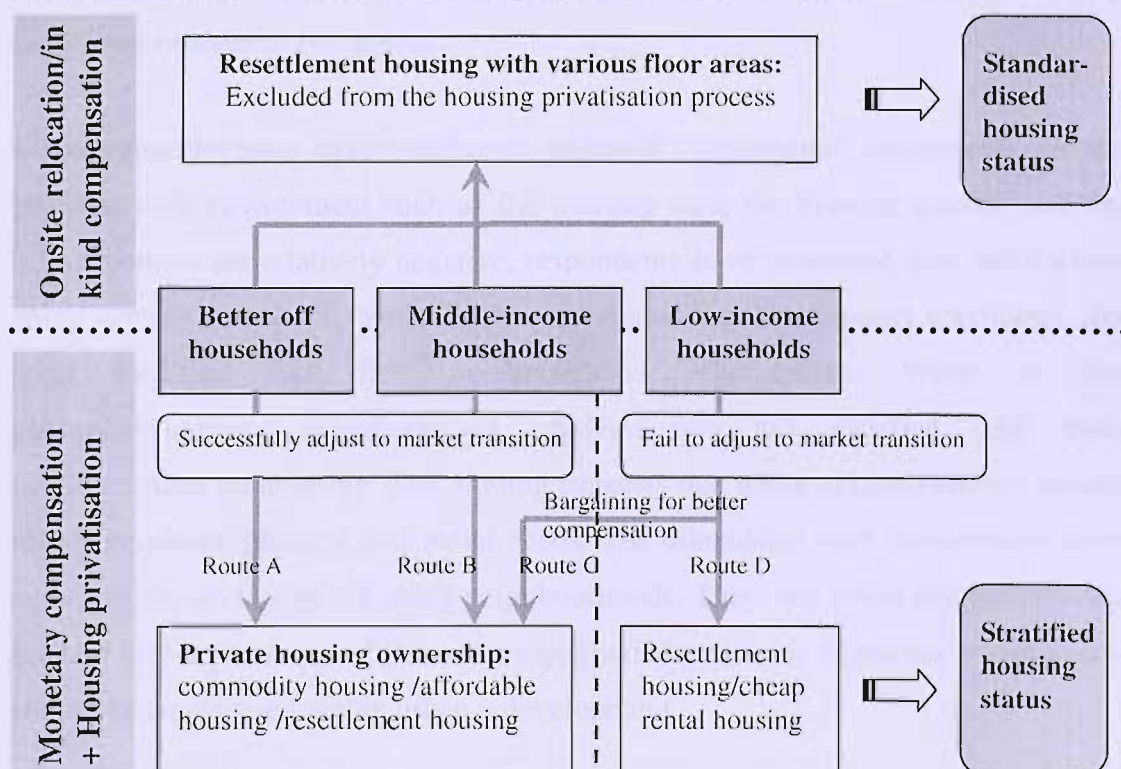 Onsite relocation/in
kind compensation
Resettlement housing with various floor areas:
Excluded from the housing privatisation process
Standar-
dised
housing
status
Better off
households
Middle-income
households
Low-income
households
Monetary compensation
+ Housing privatisation
Successfully adjust to market transition
Fail to adjust to market transition
Bargaining for better
compensation
Route A
Route B
Route C
Route D
Private housing ownership:
commodity housing /affordable
housing /resettlement housing
Resettlement
housing/cheap
rental housing
Stratified
housing
status